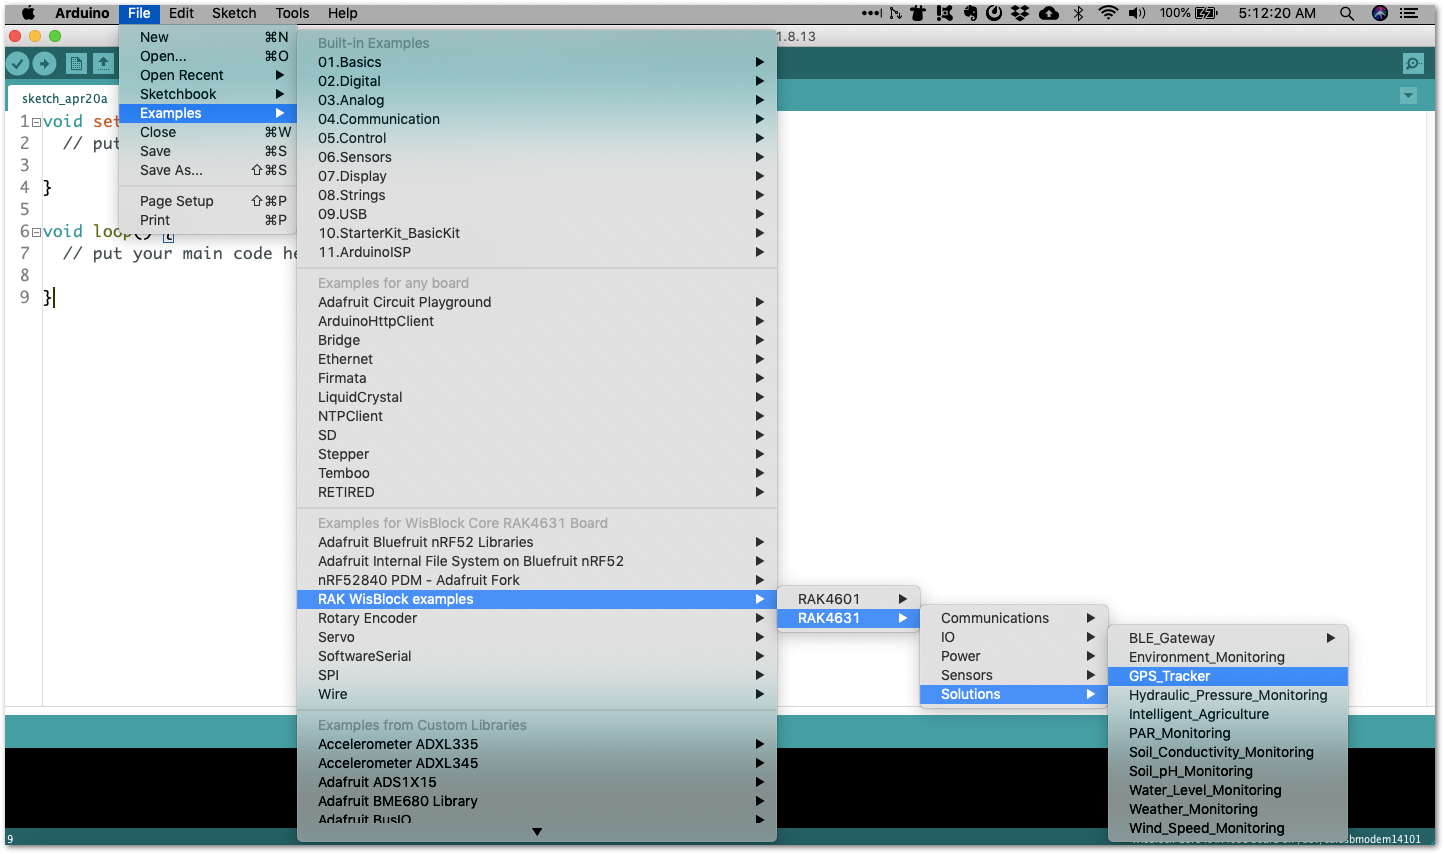 Arduino File Edit Sketch Tools Help 100% 5:12:20 AM
1.8.13
sketch_apr20a
1 void set
2 // put
3
4 }
5
6 void loop() {
7 // put your main code he
8
9 }
New ⌘N
Open... ⌘O
Open Recent
Sketchbook
Examples
Close ⌘W
Save ⌘S
Save As... ⇧⌘S
Page Setup ⇧⌘P
Print ⌘P
Built-in Examples
01.Basics
02.Digital
03.Analog
04.Communication
05.Control
06.Sensors
07.Display
08.Strings
09.USB
10.StarterKit_BasicKit
11.ArduinoISP
Examples for any board
Adafruit Circuit Playground
ArduinoHttpClient
Bridge
Ethernet
Firmata
LiquidCrystal
NTPClient
SD
Stepper
Temboo
RETIRED
Examples for WisBlock Core RAK4631 Board
Adafruit Bluefruit nRF52 Libraries
Adafruit Internal File System on Bluefruit nRF52
nRF52840 PDM - Adafruit Fork
RAK WisBlock examples
Rotary Encoder
Servo
SoftwareSerial
SPI
Wire
Examples from Custom Libraries
Accelerometer ADXL335
Accelerometer ADXL345
Adafruit ADS1X15
Adafruit BME680 Library
Adafruit BusIO
RAK4601
RAK4631
Communications
IO
Power
Sensors
Solutions
BLE_Gateway
Environment_Monitoring
GPS_Tracker
Hydraulic_Pressure_Monitoring
Intelligent_Agriculture
PAR_Monitoring
Soil_Conductivity_Monitoring
Soil_pH_Monitoring
Water_Level_Monitoring
Weather_Monitoring
Wind_Speed_Monitoring
9
sbmodem14101